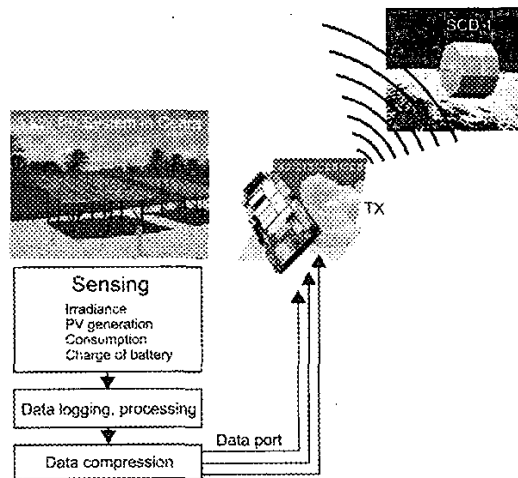 SCD-1
TX
Sensing
Irradiance
PV generation
Consumption
Charge of battery
Data logging, processing
Data port
Data compression